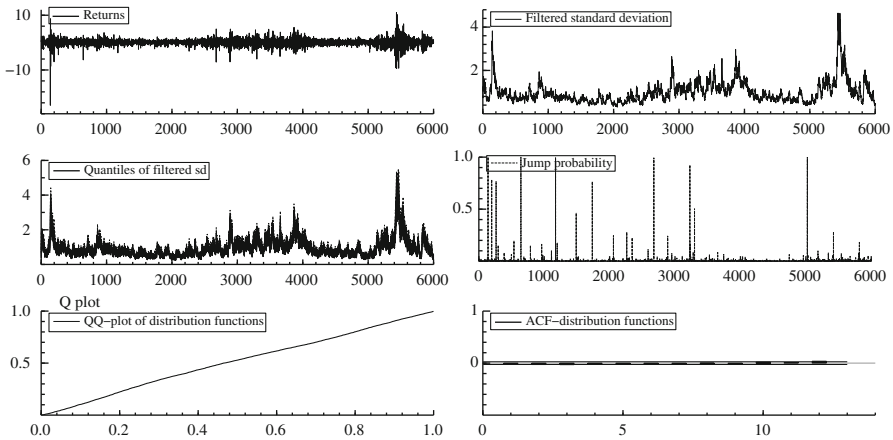 Returns
−10
0
0 1000 2000 3000 4000 5000 6000
Filtered standard deviation
4
2
0 1000 2000 3000 4000 5000 6000
Quantiles of filtered sd
6
4
2
0 1000 2000 3000 4000 5000 6000
Jump probability
1.0
0.5
0 1000 2000 3000 4000 5000 6000
Q plot
QQ−plot of distribution functions
1.0
0.5
0.0 0.2 0.4 0.6 0.8 1.0
ACF−distribution functions
1
0
0 5 10